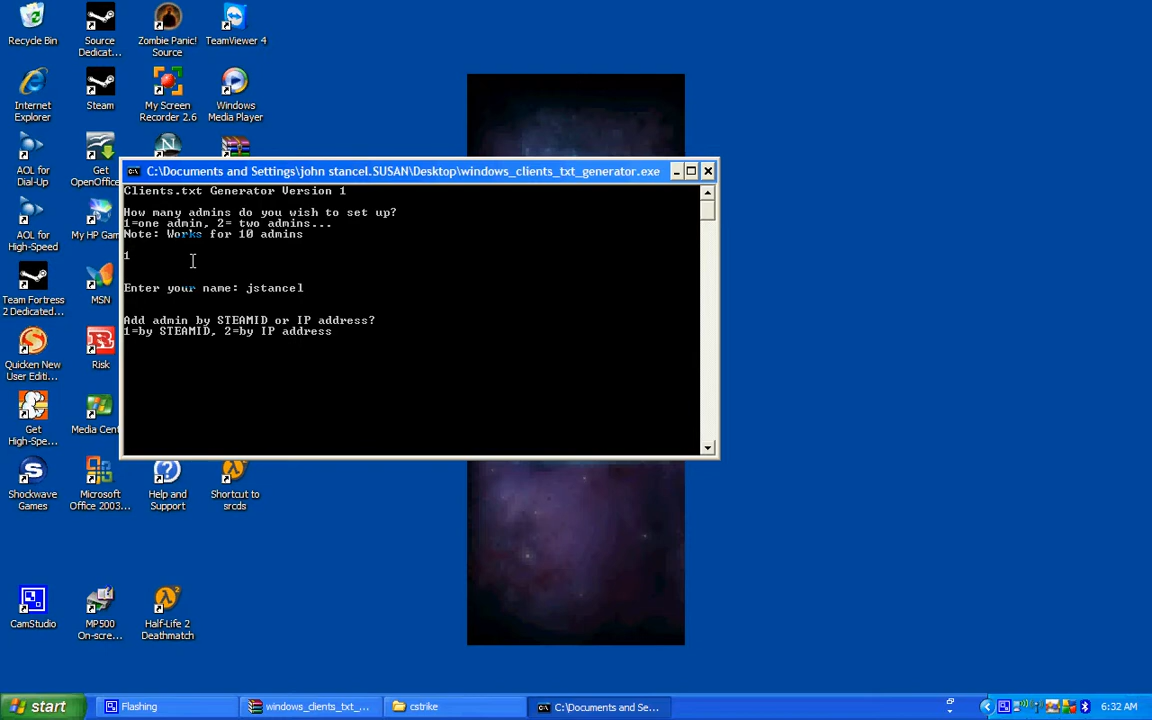 Recycle Bin
Source
Dedicat...
Zombie Panic!
Source
TeamViewer 4
Internet
Explorer
Steam
My Screen
Recorder 2.6
Windows
Media Player
AOL for
Dial-Up
Get
OpenOffice
C:\Documents and Settings\john stancel.SUSAN\Desktop\windows_clients_txt_generator.exe
Clients.txt Generator Version 1
How many admins do you wish to set up?
1=one admin, 2= two admins...
Note: Works for 10 admins
1
Enter your name: jstancel
Add admin by STEAMID or IP address?
1=by STEAMID, 2=by IP address
AOL for
High-Speed
My HP Gam
Team Fortress
2 Dedicated...
MSN
Quicken New
User Editi...
Risk
Get
High-Spe...
Media Cent
Shockwave
Games
Microsoft
Office 2003...
Help and
Support
Shortcut to
srcds
CamStudio
MP500
On-scre...
Half-Life 2
Deathmatch
start
Flashing
windows_clients_txt_...
cstrike
C:\Documents and Se...
6:32 AM